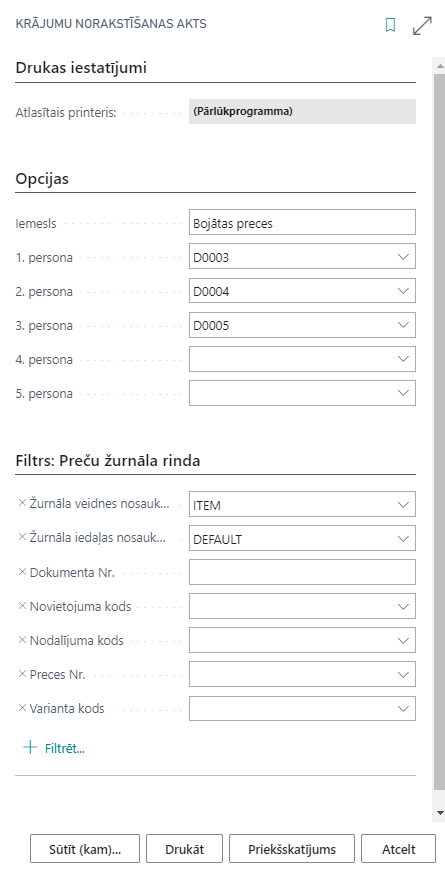 KRĀJUMU NORAKSTĪŠANAS AKTS
Drukas iestatījumi
Atlasītais printeris: (Pārlūkprogramma)
Opcijas
Iemesls Bojātas preces
1. persona D0003
2. persona D0004
3. persona D0005
4. persona
5. persona
Filtrs: Preču žurnāla rinda
Žurnāla veidnes nosauk... ITEM
Žurnāla iedaļas nosauk... DEFAULT
Dokumenta Nr.
Novietojuma kods
Nodalījuma kods
Preces Nr.
Varianta kods
Filtrēt...
Sūtīt (kam)... Drukāt Priekšskatījums Atcelt